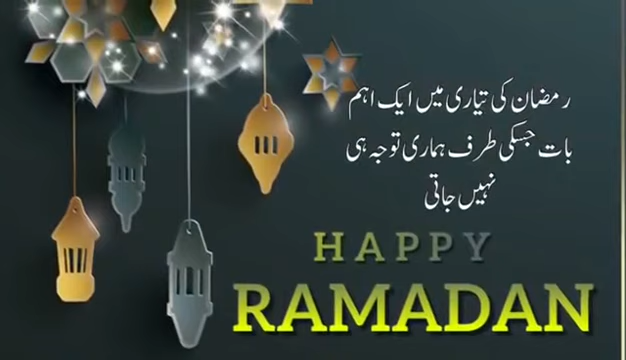 رمضان کی تیاری میں ایک اہم
بات جسکی طرف ہماری توجہ ہی
نہیں جاتی
HAPPY
RAMADAN